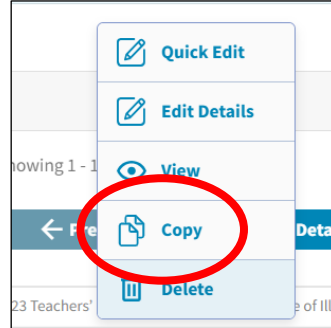 Quick Edit
Edit Details
howing 1 - 1
View
← Pre
Copy
Deta
Delete
23 Teachers'
e of Ill